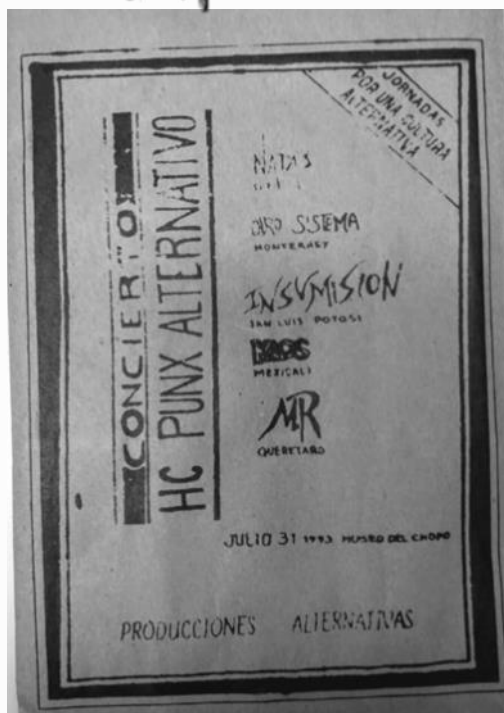 JORNADAS
POR UNA CULTURA
ALTERNATIVA
CONCIERTO
HC PUNX ALTERNATIVO
SISTEMA
MONTERREY
INSUMISION
SAN LUIS POTOSI
MEXICALI
MR
QUERETARO
JULIO 31 1993 MUSEO DEL CHOPO
PRODUCCIONES ALTERNATIVAS